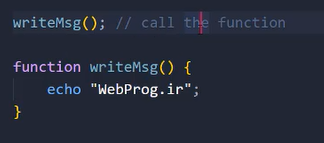 writeMsg(); // call the function
function writeMsg() {
echo "WebProg.ir";
}